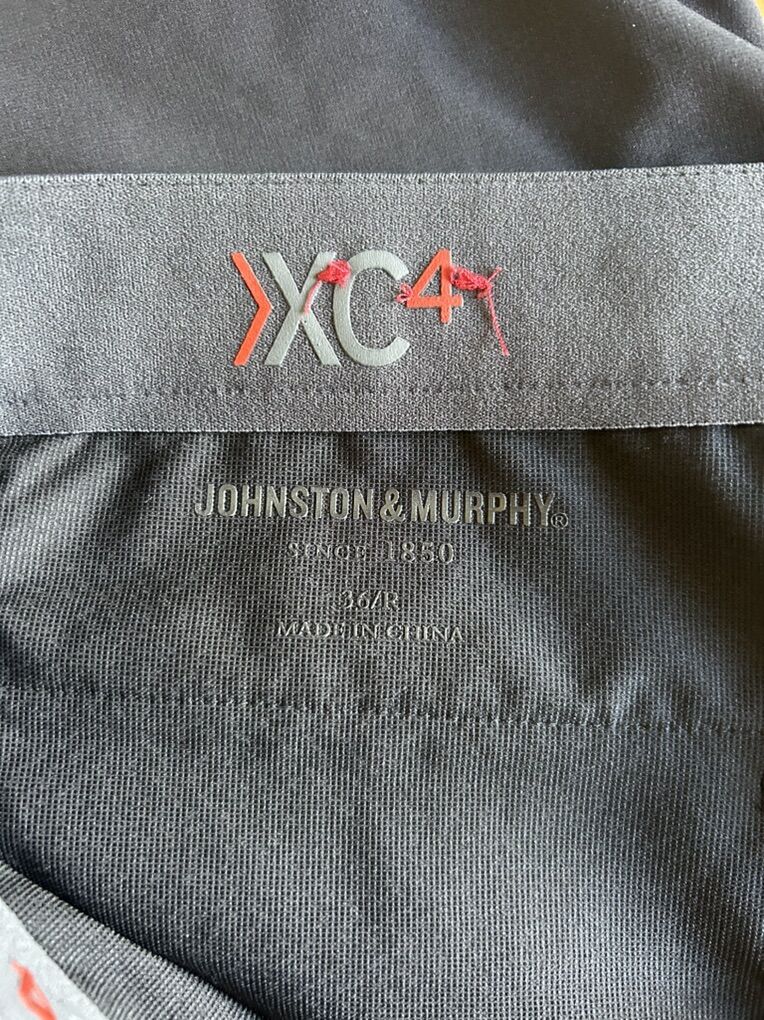 XC4
JOHNSTON & MURPHY®
SINCE 1850
36/R
MADE IN CHINA